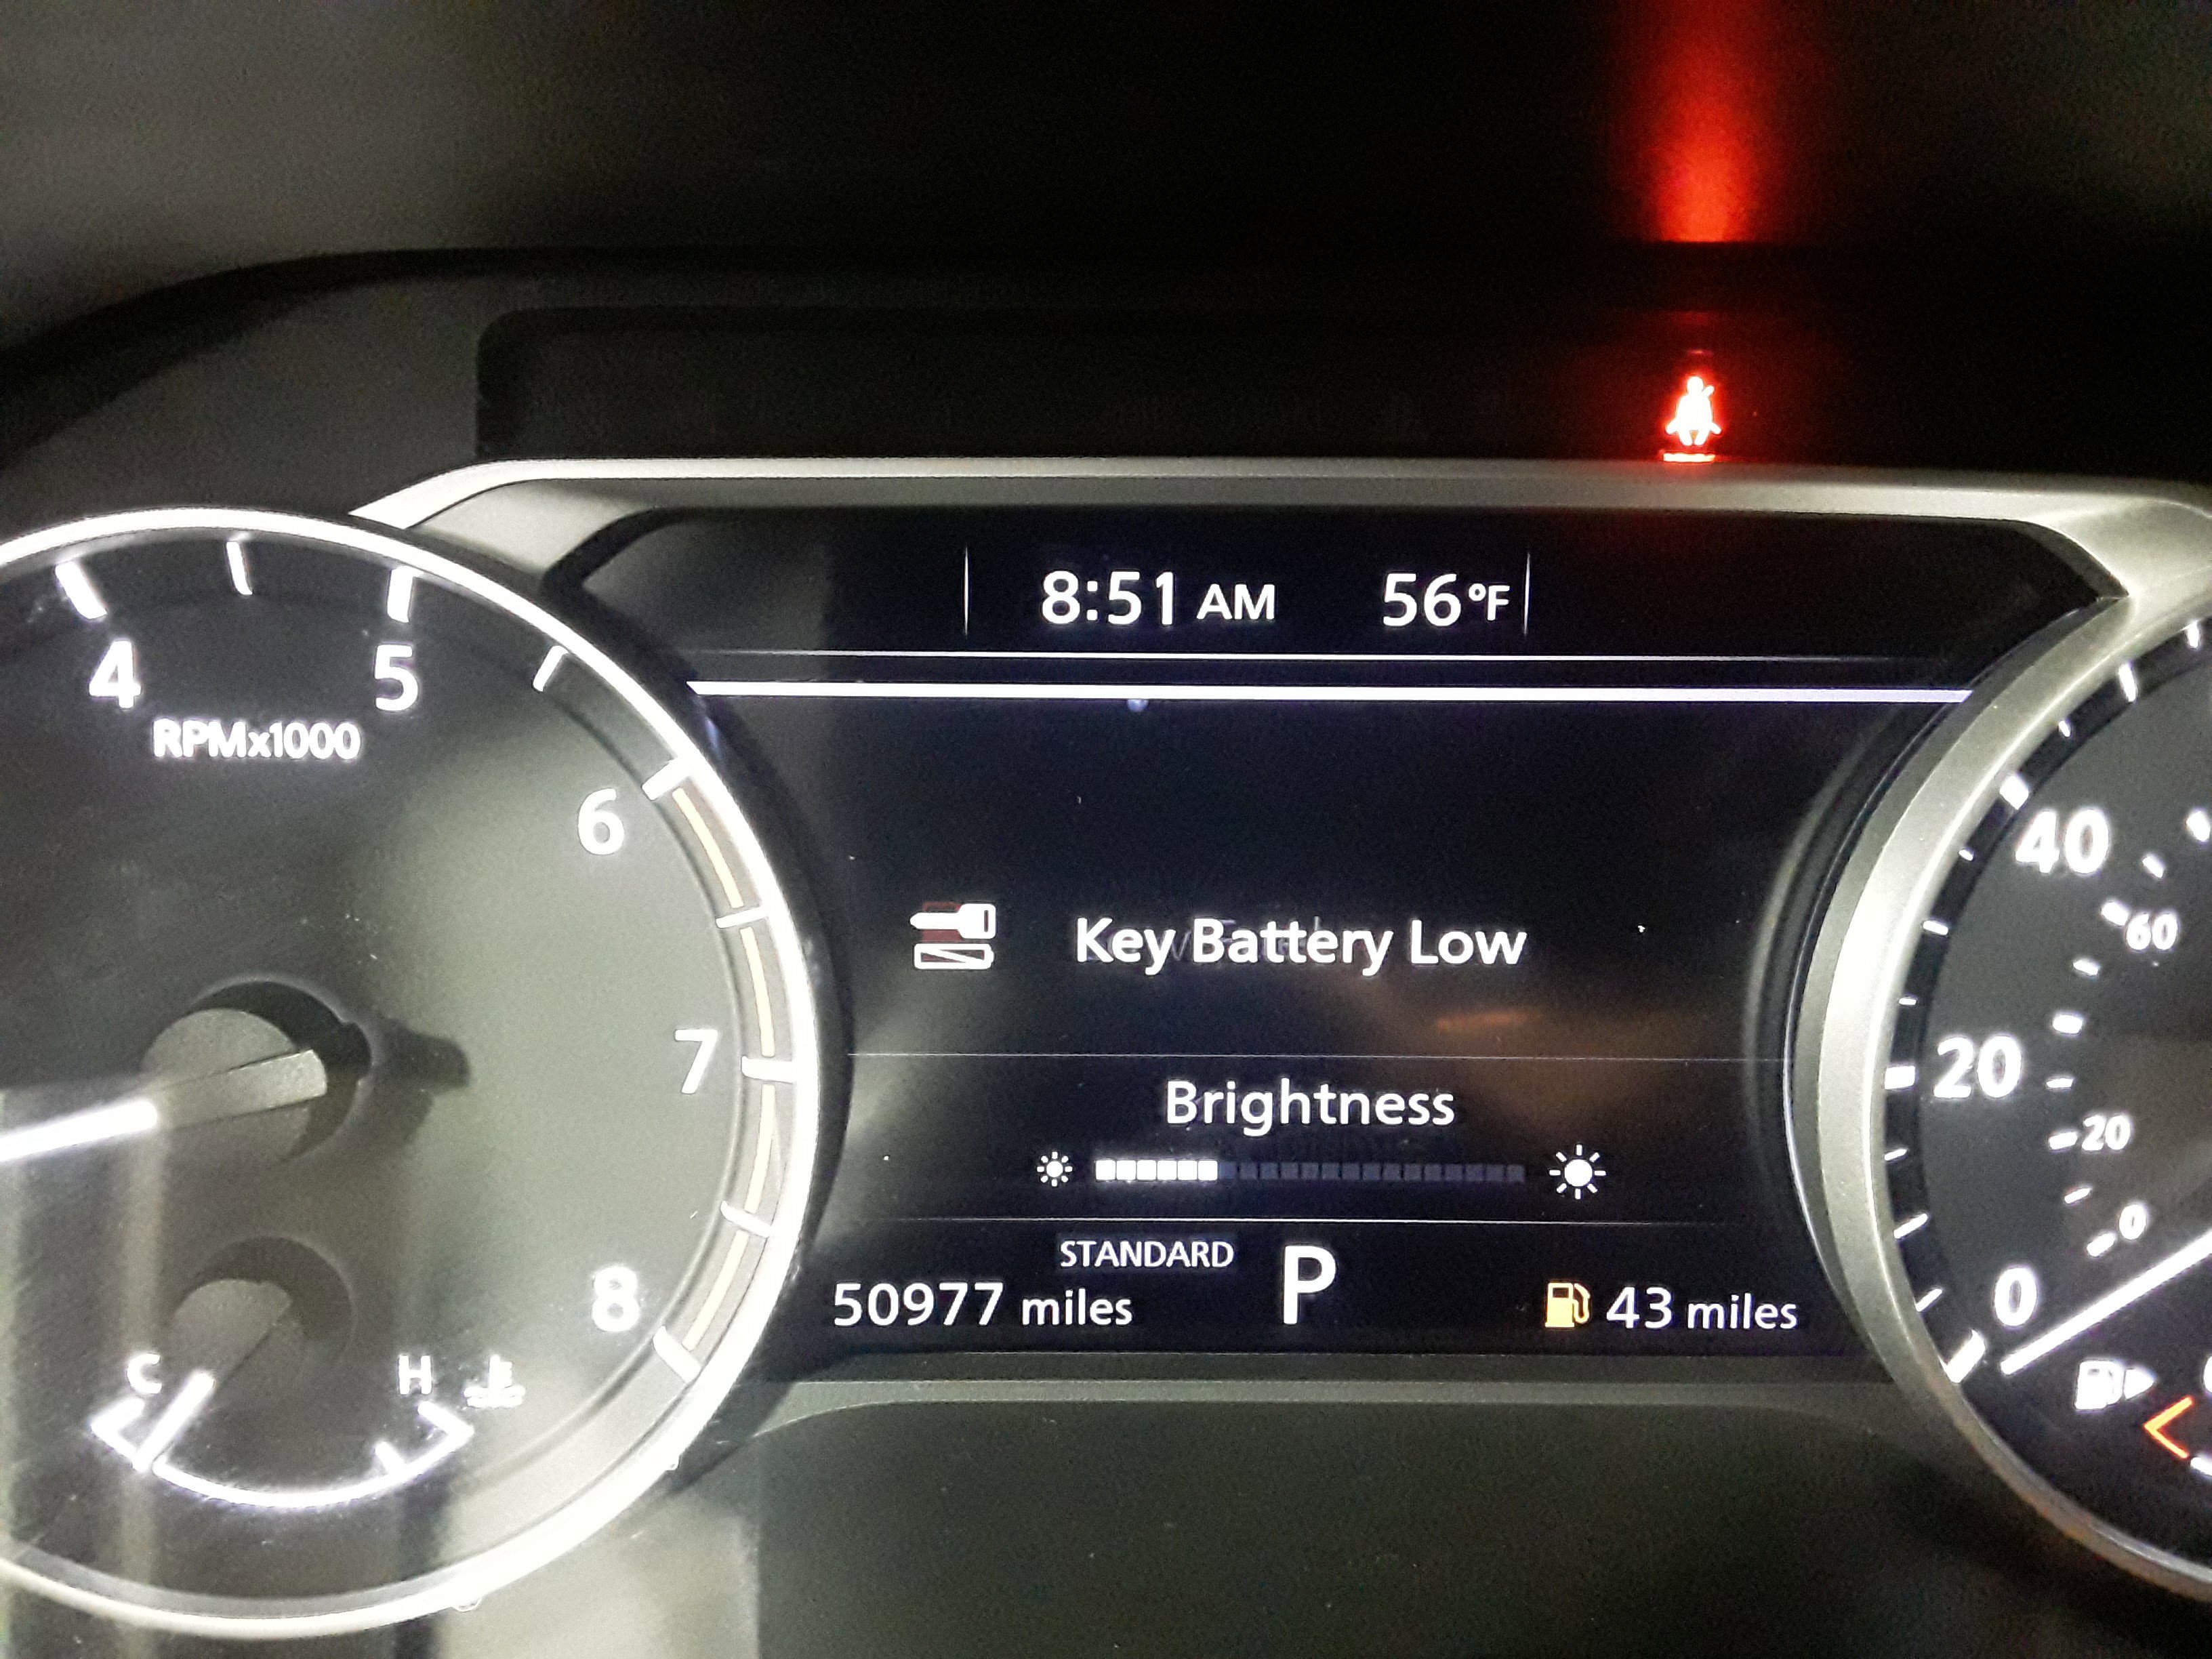 8:51 AM 56°F
4 5
RPMx1000
6
7
8
C H
Key Battery Low
Brightness
STANDARD
P
50977 miles
43 miles
40
60
20
20
0
0